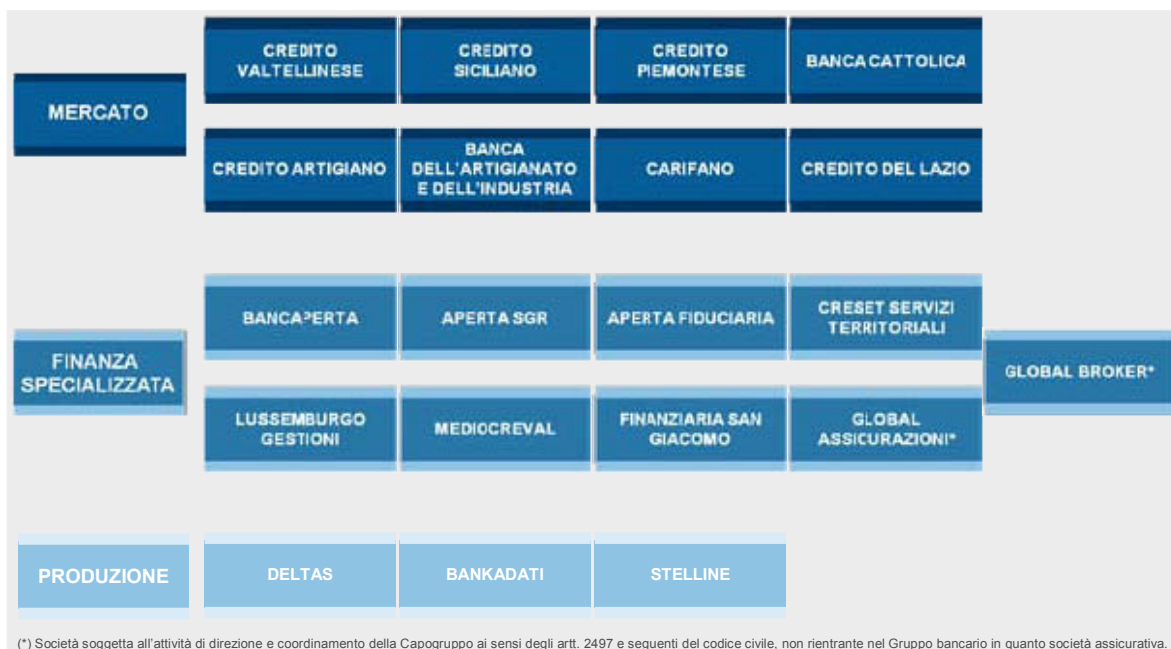 MERCATO
CREDITO
VALTELLINESE
CREDITO
SICILIANO
CREDITO
PIEMONTESE
BANCA CATTOLICA
CREDITO ARTIGIANO
BANCA
DELL'ARTIGIANATO
E DELL'INDUSTRIA
CARIFANO
CREDITO DEL LAZIO
FINANZA
SPECIALIZZATA
BANCAPERTA
APERTA SGR
APERTA FIDUCIARIA
CRESET SERVIZI
TERRITORIALI
LUSSEMBURGO
GESTIONI
MEDIOCREVAL
FINANZIARIA SAN
GIACOMO
GLOBAL
ASSICURAZIONI*
GLOBAL BROKER*
PRODUZIONE
DELTAS
BANKADATI
STELLINE
(*) Società soggetta all'attività di direzione e coordinamento della Capogruppo ai sensi degli artt. 2497 e seguenti del codice civile, non rientrante nel Gruppo bancario in quanto società assicurativa.